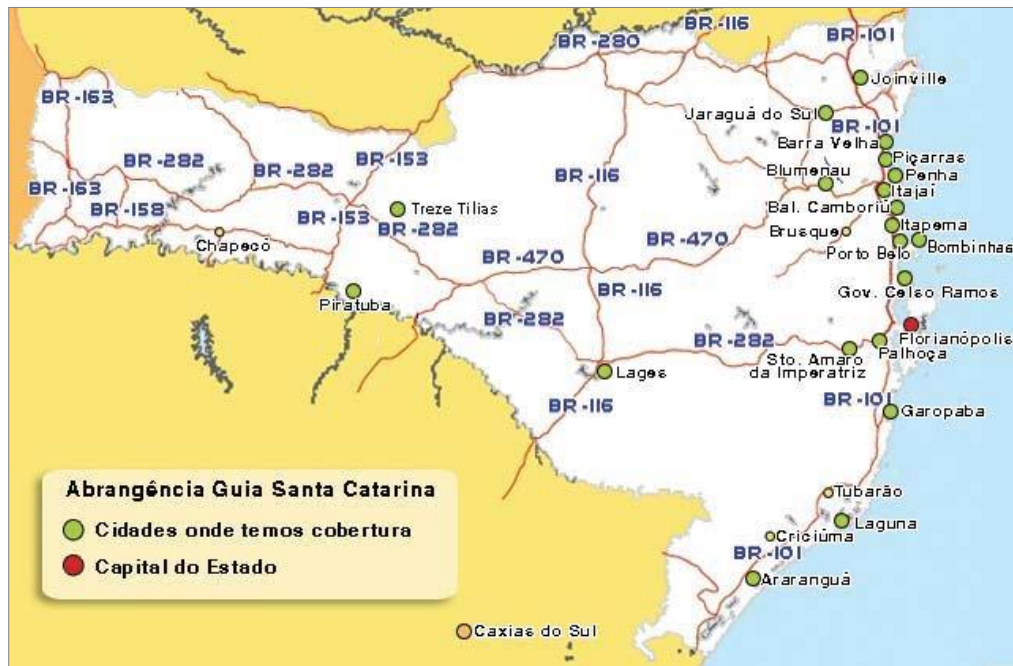 BR-116
BR-101
BR-280
Joinville
BR-163
Jaraguá do Sul
BR-101
Barra Velha
BR-153
Piçarras
BR-282
BR-282
BR-116
Blumenau
Penha
BR-163
Itajaí
BR-158
BR-153
Treze Tílias
Bal. Camboriú
BR-282
Brusque
Itapema
Chapecó
BR-470
BR-470
Porto Belo
Bombinhas
BR-116
Gov. Celso Ramos
Piratuba
BR-282
BR-282
Florianópolis
Palhoça
Sto. Amaro
da Imperatriz
Lages
BR-116
BR-101
Garopaba
Abrangência Guia Santa Catarina
Cidades onde temos cobertura
Capital do Estado
Tubarão
Laguna
Criciúma
BR-101
Araranguá
Caxias do Sul